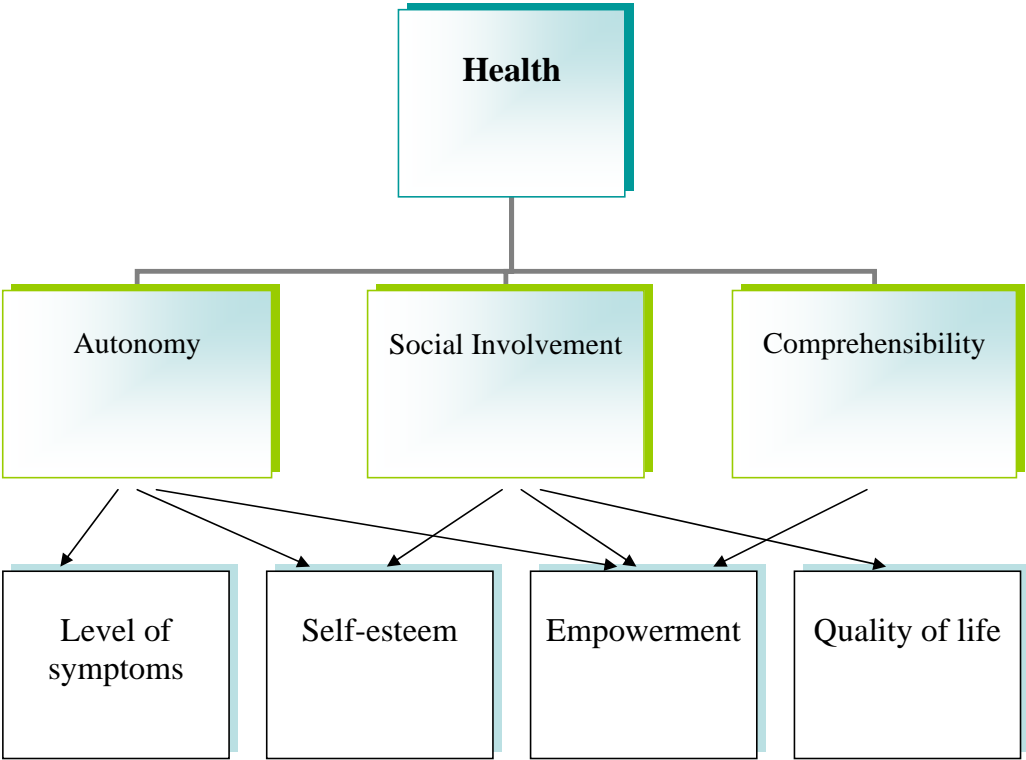 Health
Autonomy
Social Involvement
Comprehensibility
Level of
symptoms
Self-esteem
Empowerment
Quality of life